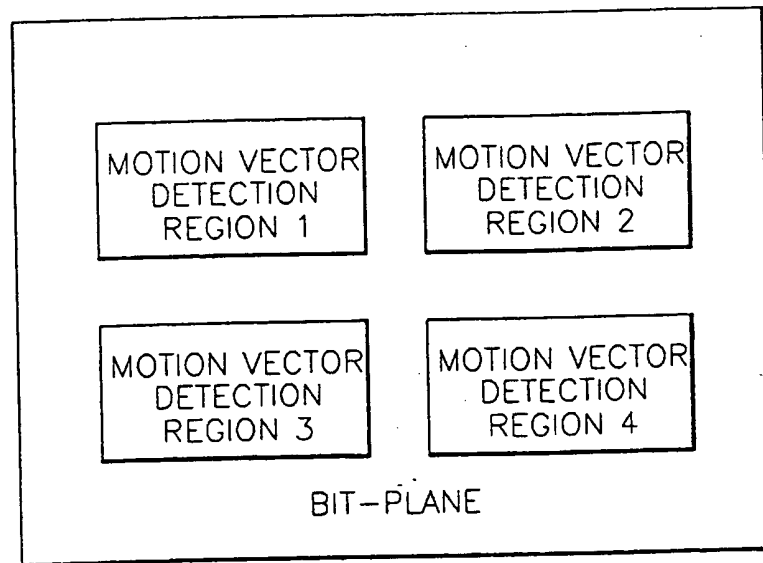 MOTION VECTOR
DETECTION
REGION 1
MOTION VECTOR
DETECTION
REGION 2
MOTION VECTOR
DETECTION
REGION 3
MOTION VECTOR
DETECTION
REGION 4
BIT-PLANE